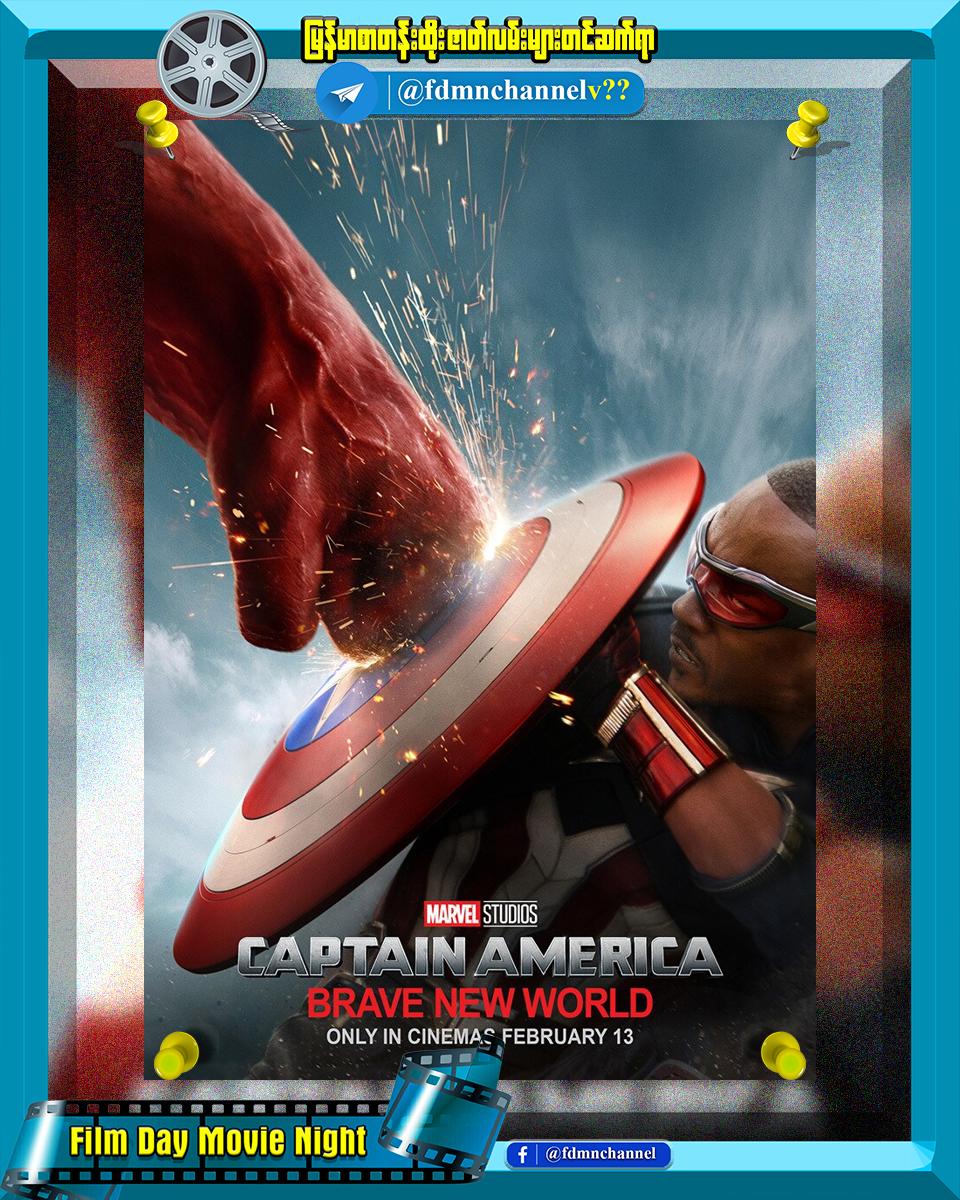 မြန်မာစာတန်းထိုးဇာတ်လမ်းများတင်ဆက်ရာ
@fdmnchannelv??
MARVEL STUDIOS
CAPTAIN AMERICA
BRAVE NEW WORLD
ONLY IN CINEMAS FEBRUARY 13
Film Day Movie Night
f @fdmnchannel